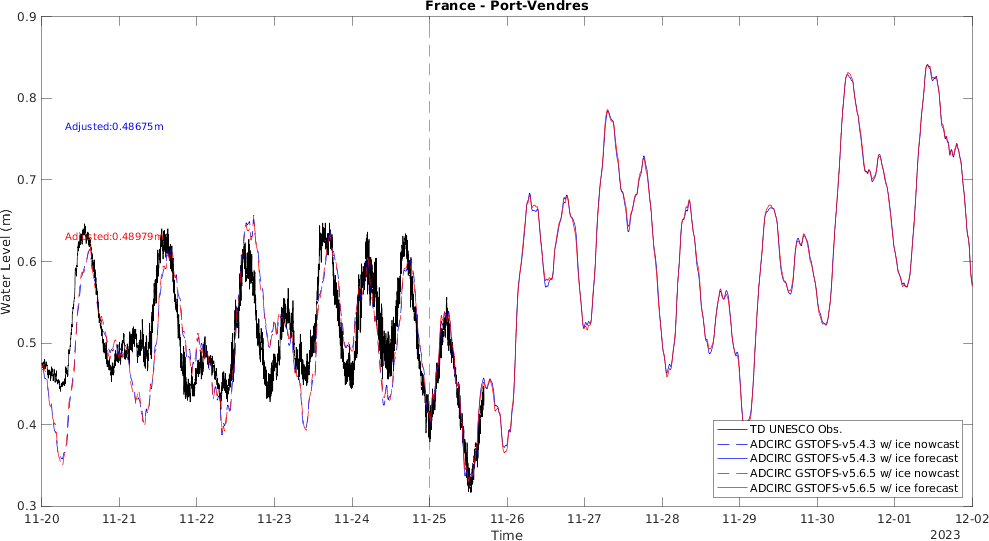 France - Port-Vendres
0.9
0.8
0.7
0.6
0.5
0.4
0.3
Water Level (m)
Adjusted:0.48675m
Adjusted:0.48979m
TD UNESCO Obs.
ADCIRC GSTOFS-v5.4.3 w/ ice nowcast
ADCIRC GSTOFS-v5.4.3 w/ ice forecast
ADCIRC GSTOFS-v5.6.5 w/ ice nowcast
ADCIRC GSTOFS-v5.6.5 w/ ice forecast
11-20 11-21 11-22 11-23 11-24 11-25 11-26 11-27 11-28 11-29 11-30 12-01 12-02
Time
2023